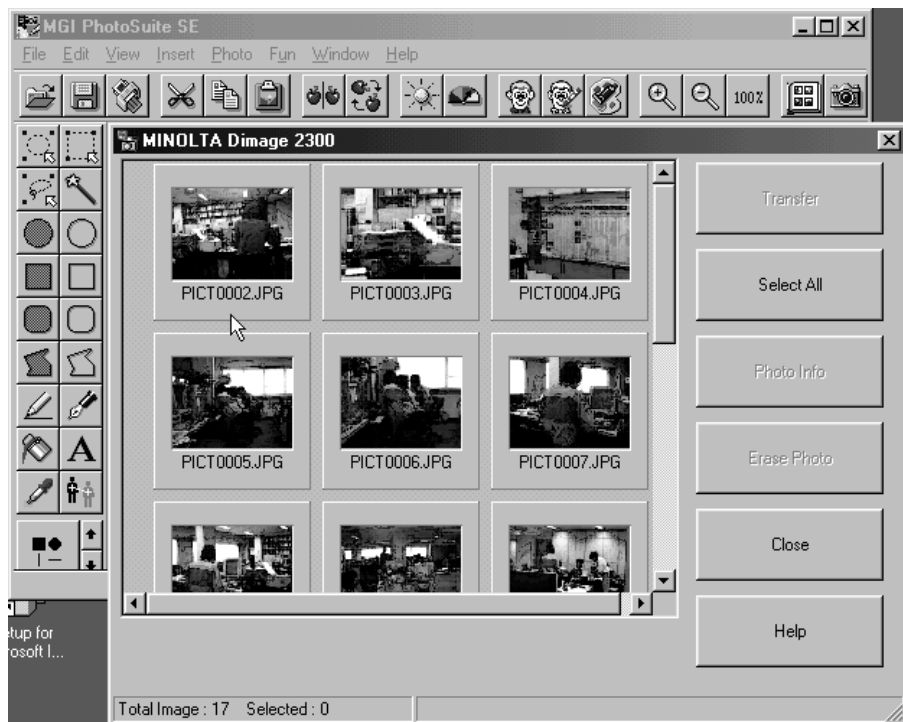 MGI PhotoSuite SE
File Edit View Insert Photo Fun Window Help
100%
MINOLTA Dimage 2300
Transfer
PICT0002.JPG PICT0003.JPG PICT0004.JPG
Select All
Photo Info
PICT0005.JPG PICT0006.JPG PICT0007.JPG
Erase Photo
A
Close
Help
etup for
rosoft I...
Total Image : 17 Selected : 0